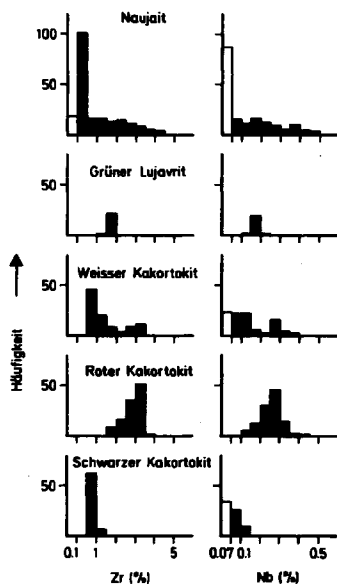 Naujait
100
50
Grüner Lujavrit
50
Weisser Kakortokit
50
Häufigkeit
Roter Kakortokit
50
Schwarzer Kakortokit
50
0.1 1 5 0.07 0.1 0.5
Zr (%) Nb (%)